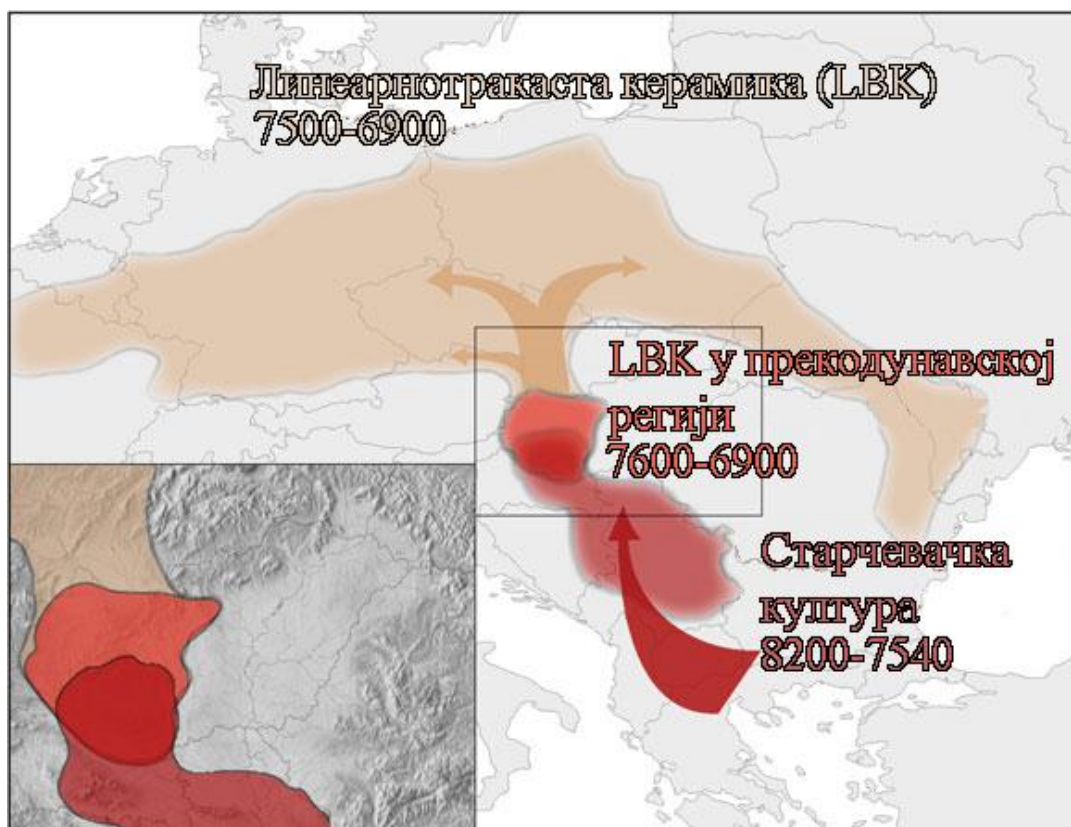 Линеарнотракаста керамика (LBK)
7500-6900
LBK у прекодунавској
регији
7600-6900
Старчевачка
култура
8200-7540